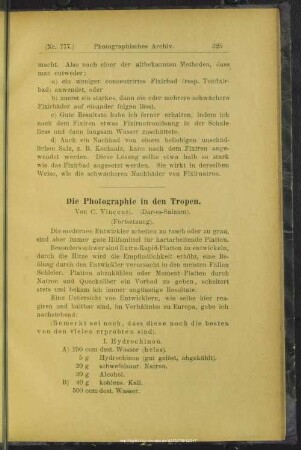 (Nr. 777.) Photographisches Archiv. 325
macht. Also nach einer der altbekannten Methoden, dass
man entweder:
a) ein weniger concentrirtes Fixirbad (resp. Tonfixir-
bad) anwendet, oder
b) zuerst ein starkes, dann ein oder mehrere schwächere
Fixirbäder auf einander folgen lässt.
c) Gute Resultate habe ich ferner erhalten, indem ich
nach dem Fixiren etwas Fixirnatronlösung in der Schale
liess und dann langsam Wasser zuschüttete.
d) Auch ein Nachbad von einem beliebigen unschäd-
lichen Salz, z. B. Kochsalz, kann nach dem Fixiren ange-
wendet werden. Diese Lösung sollte etwa halb so stark
wie das Fixirbad angesetzt werden. Sie wirkt in derselben
Weise, wie die schwächeren Nachbäder von Fixirnatron.
Die Photographie in den Tropen.
Von C. Vincenti. (Dar-es-Salaam).
(Fortsetzung).
Die modernen Entwickler arbeiten zu rasch oder zu grau,
sind aber immer gute Hilfsmittel für hartarbeitende Platten.
Besonders schwer sind Extra-Rapid-Platten zu entwickeln,
durch die Hitze wird die Empfindlichkeit erhöht, eine Be-
dingung durch den Entwickler verursacht in den meisten Fällen
Schleier. Platten abzukühlen oder Moment-Platten durch
Natron und Quecksilber ein Vorbad zu geben, scheitert
stets und bekam ich immer ungünstige Resultate.
Eine Uebersicht von Entwicklern, wie selbe hier rea-
giren und haltbar sind, im Verhältniss zu Europa, gebe ich
nachstehend:
(Bemerkt sei noch, dass diese noch die besten
von den vielen erprobten sind).
I. Hydrochinon.
A) 250 ccm dest. Wasser (heiss).
5 g Hydrochinon (gut gelöst, abgekühlt).
20 g schwefelsaur. Natron.
20 g Alcohol.
B) 40 g kohlens. Kali.
500 ccm dest. Wasser.